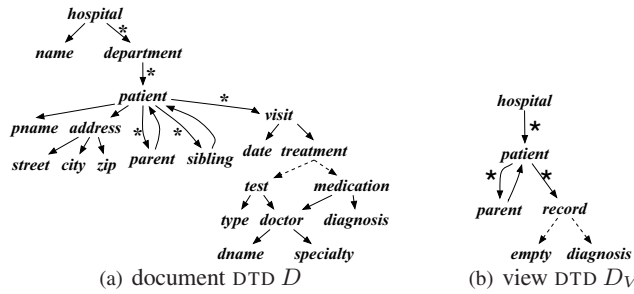 hospital
*
name department
*
patient
*
pname address
* *
visit
parent sibling
street city zip
date treatment
test medication
type doctor diagnosis
dname specialty
(a) document DTD D
hospital
*
patient
* *
parent record
empty diagnosis
(b) view DTD D_V